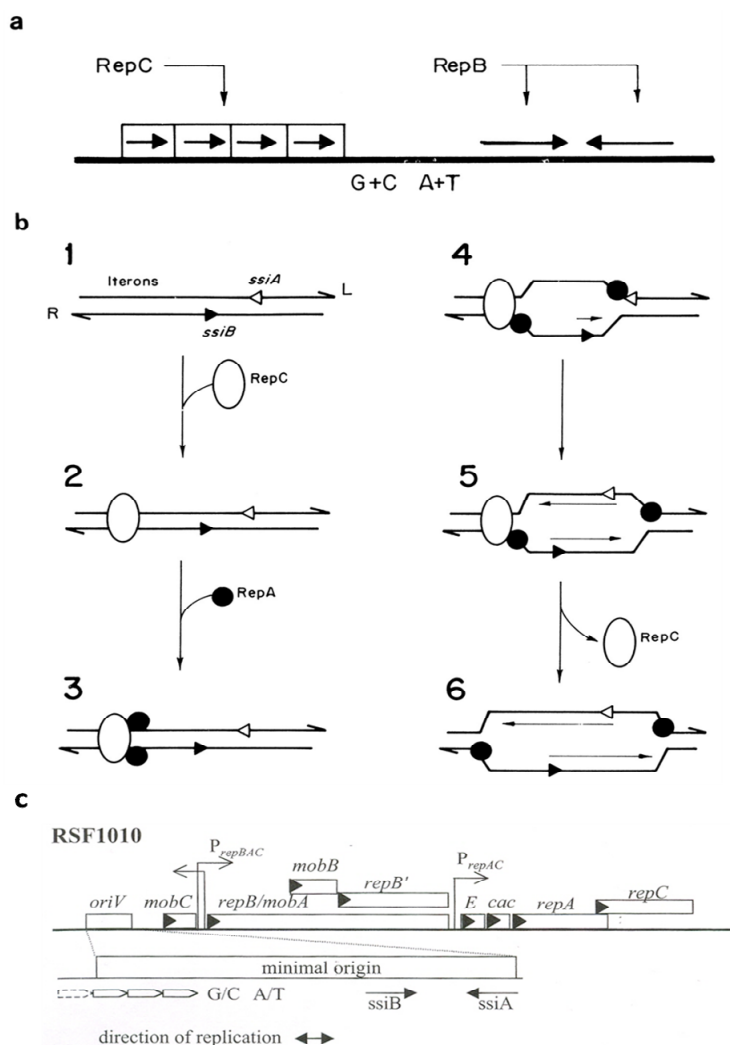 a
RepC RepB
G+C A+T
b
1
Iterons ssiA
L
R
ssiB
RepC
2
RepA
3
4
5
RepC
6
c
RSF1010
PrepBAC
mobB
PrepAC
repB'
repC
oriV mobC repB/mobA E cac repA
minimal origin
G/C A/T ssiB ssiA
direction of replication